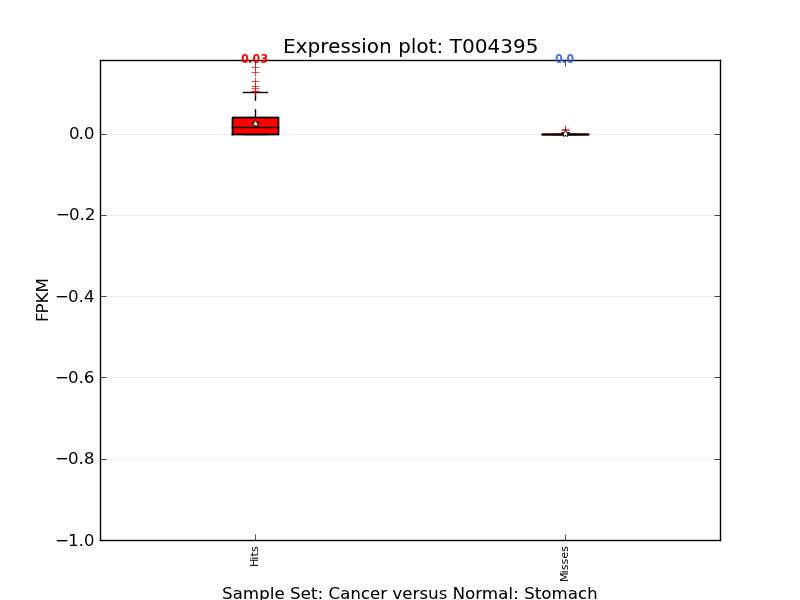 Expression plot: T004395
0.03
0.0
0.0
−0.2
−0.4
−0.6
−0.8
−1.0
FPKM
Hits
Misses
Sample Set: Cancer versus Normal: Stomach